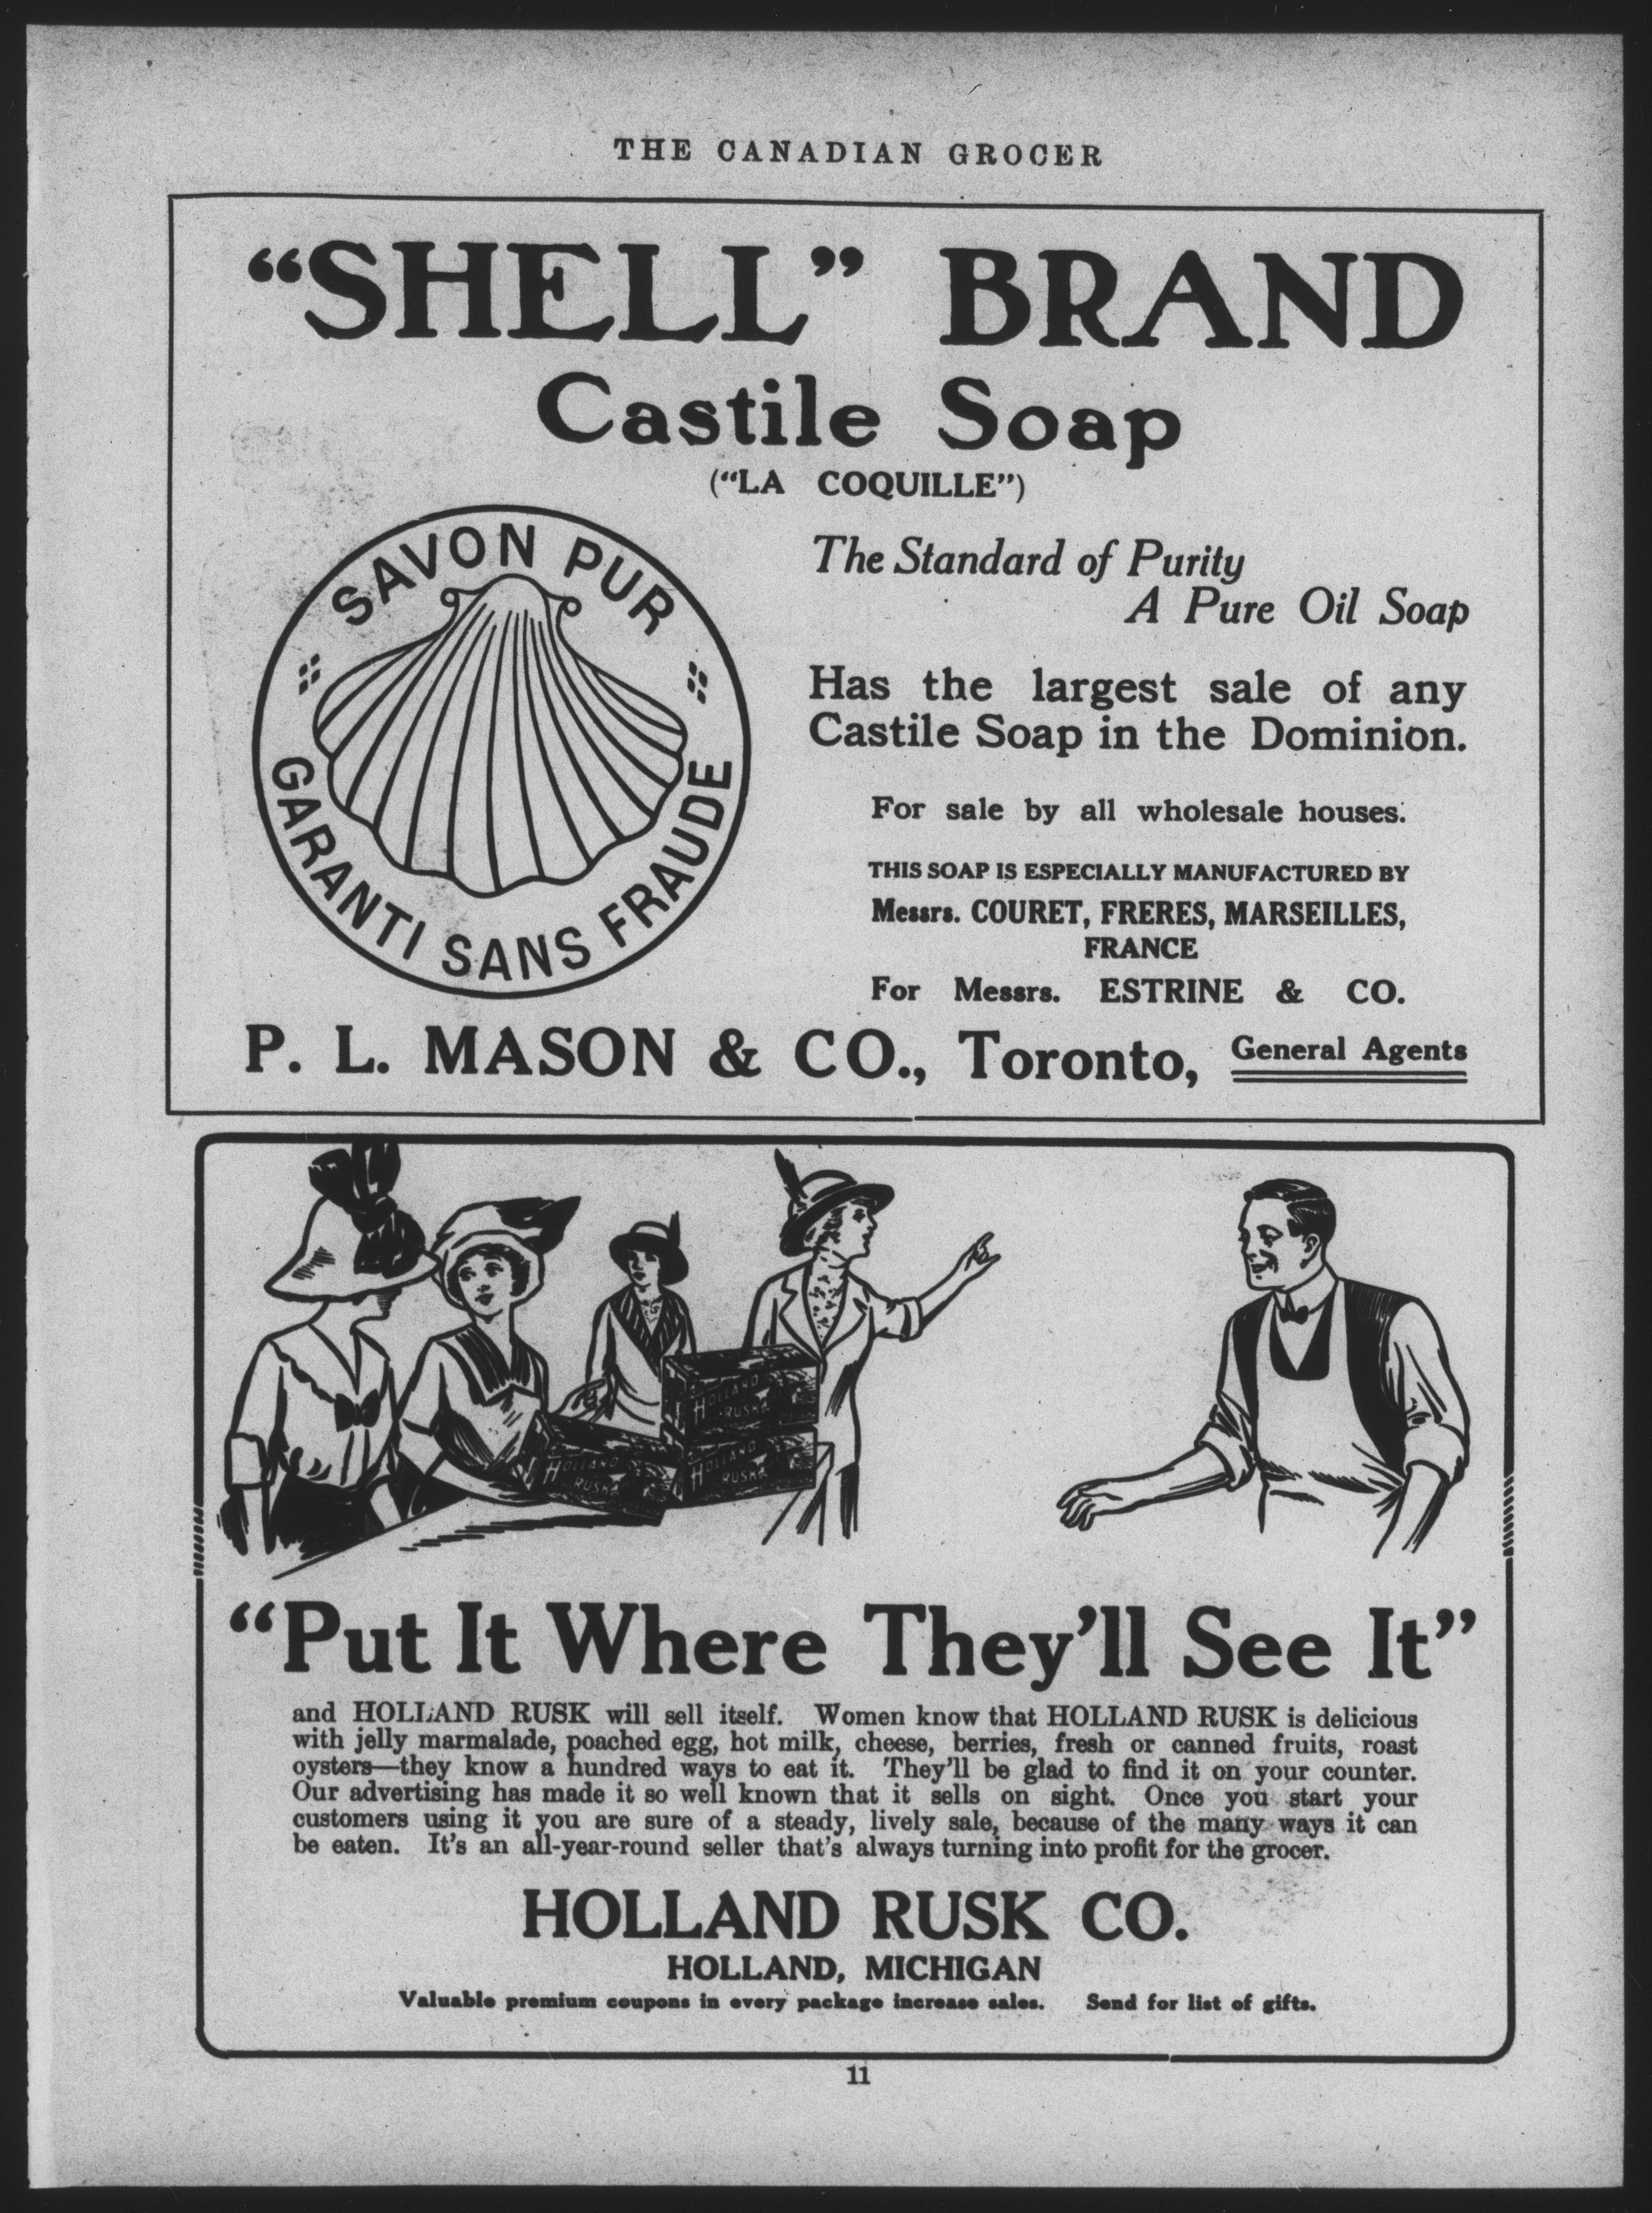 THE CANADIAN GROCER
“SHELL” BRAND
Castile Soap
(“LA COQUILLE”)
SAVON PUR
GARANTI SANS FRAUDE
The Standard of Purity
A Pure Oil Soap
Has the largest sale of any
Castile Soap in the Dominion.
For sale by all wholesale houses.
THIS SOAP IS ESPECIALLY MANUFACTURED BY
Messrs. COURET, FRERES, MARSEILLES,
FRANCE
For Messrs. ESTRINE & CO.
P. L. MASON & CO., Toronto, General Agents
HOLLAND
RUSK
HOLLAND
RUSK
HOLLAND
RUSK
“Put It Where They’ll See It”
and HOLLAND RUSK will sell itself. Women know that HOLLAND RUSK is delicious
with jelly marmalade, poached egg, hot milk, cheese, berries, fresh or canned fruits, roast
oysters—they know a hundred ways to eat it. They’ll be glad to find it on your counter.
Our advertising has made it so well known that it sells on sight. Once you start your
customers using it you are sure of a steady, lively sale, because of the many ways it can
be eaten. It’s an all-year-round seller that’s always turning into profit for the grocer.
HOLLAND RUSK CO.
HOLLAND, MICHIGAN
Valuable premium coupons in every package increase sales. Send for list of gifts.
11